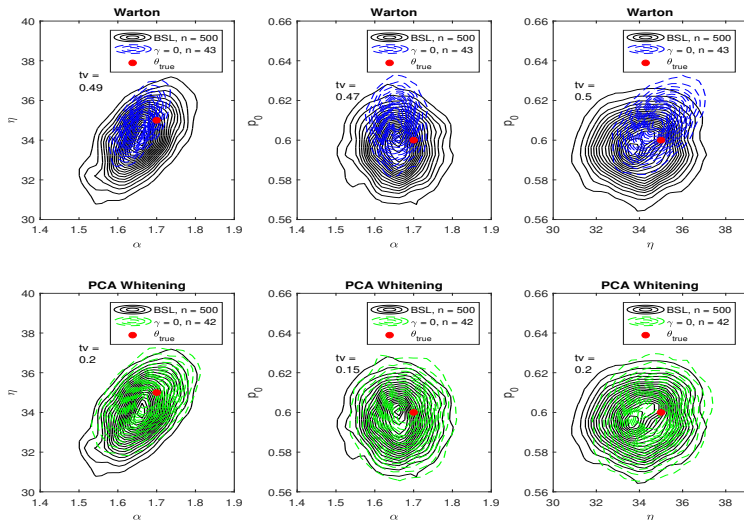 Warton
BSL, n = 500
γ = 0, n = 43
θtrue
tv =
0.49
40
38
36
34
32
30
1.4 1.5 1.6 1.7 1.8 1.9
η
α
Warton
BSL, n = 500
γ = 0, n = 43
θtrue
tv =
0.47
0.66
0.64
0.62
0.6
0.58
0.56
1.4 1.5 1.6 1.7 1.8 1.9
p0
α
Warton
BSL, n = 500
γ = 0, n = 43
θtrue
tv =
0.5
0.66
0.64
0.62
0.6
0.58
0.56
30 32 34 36 38
p0
η
PCA Whitening
BSL, n = 500
γ = 0, n = 42
θtrue
tv =
0.2
40
38
36
34
32
30
1.4 1.5 1.6 1.7 1.8 1.9
η
α
PCA Whitening
BSL, n = 500
γ = 0, n = 42
θtrue
tv =
0.15
0.66
0.64
0.62
0.6
0.58
0.56
1.4 1.5 1.6 1.7 1.8 1.9
p0
α
PCA Whitening
BSL, n = 500
γ = 0, n = 42
θtrue
tv =
0.2
0.66
0.64
0.62
0.6
0.58
0.56
30 32 34 36 38
p0
η